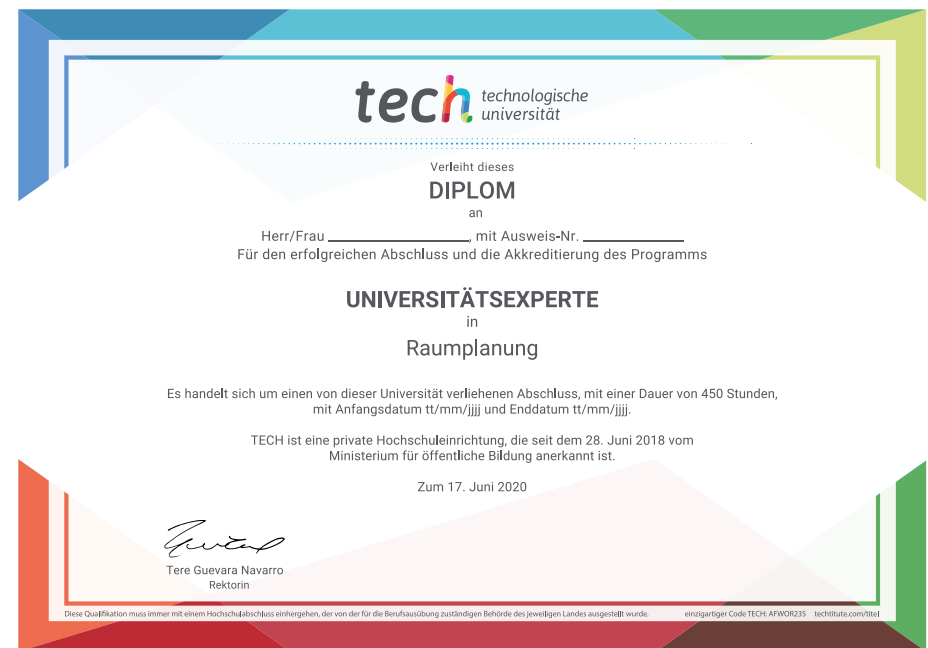 tech technologische
universität
Verleiht dieses
DIPLOM
an
Herr/Frau ____________, mit Ausweis-Nr. ____________
Für den erfolgreichen Abschluss und die Akkreditierung des Programms
UNIVERSITÄTSEXPERTE
in
Raumplanung
Es handelt sich um einen von dieser Universität verliehenen Abschluss, mit einer Dauer von 450 Stunden,
mit Anfangsdatum tt/mm/jjjj und Enddatum tt/mm/jjjj.
TECH ist eine private Hochschuleinrichtung, die seit dem 28. Juni 2018 vom
Ministerium für öffentliche Bildung anerkannt ist.
Zum 17. Juni 2020
Tere Guevara Navarro
Rektorin
Diese Qualifikation muss immer mit einem Hochschulabschluss einhergehen, der von der für die Berufsausübung zuständigen Behörde des jeweiligen Landes ausgestellt wurde. einzigartiger Code TECH: AFWOR23S techtitute.com/titel